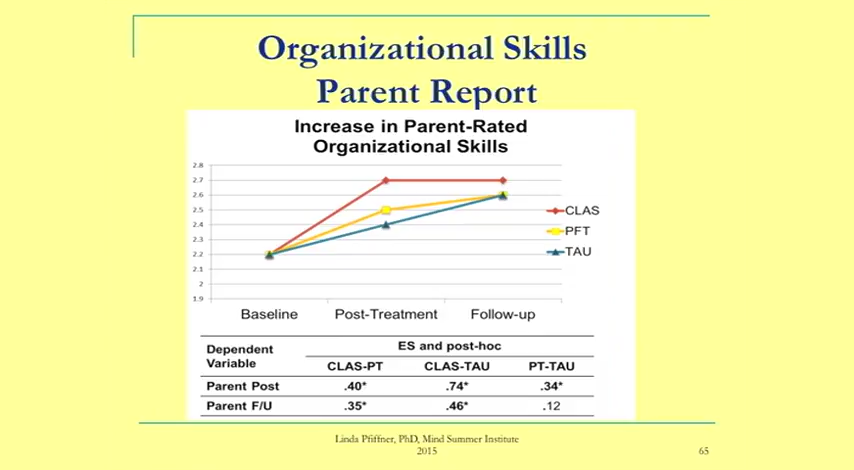 Organizational Skills
Parent Report
Increase in Parent-Rated
Organizational Skills
2.8
2.7
2.6
2.5
2.4
2.3
2.2
2.1
2
1.9
CLAS
PFT
TAU
Baseline Post-Treatment Follow-up
Dependent Variable
ES and post-hoc
CLAS-PT CLAS-TAU PT-TAU
Parent Post .40* .74* .34*
Parent F/U .35* .46* .12
Linda Pfiffner, PhD, Mind Summer Institute
2015
65